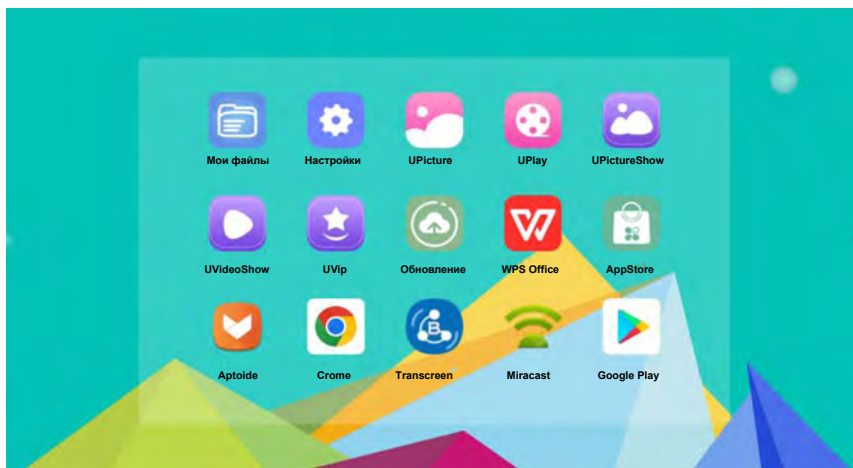 Мои файлы Настройки UPicture UPlay UPictureShow
UVideoShow UVip Обновление WPS Office AppStore
B
Aptoide Crome Transcreen Miracast Google Play